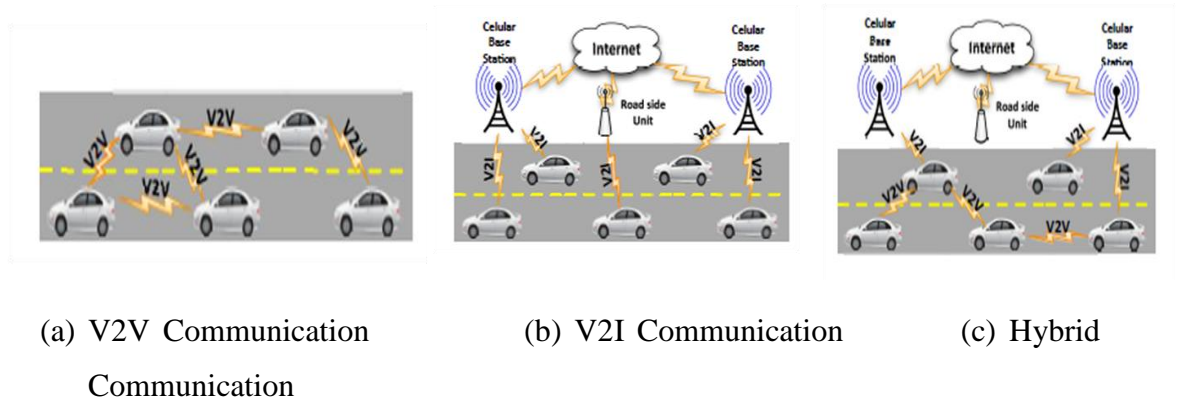 V2V
V2V
V2V
V2V
V2V
Celular
Base
Station
Internet
Celular
Base
Station
Road side
Unit
V2I
V2I
V2I
V2I
V2I
Celular
Base
Station
Internet
Celular
Base
Station
Road side
Unit
V2I
V2I
V2I
V2V
V2V
V2V
(a) V2V Communication (b) V2I Communication (c) Hybrid
Communication